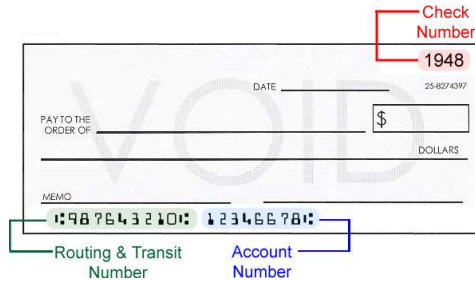 Check
Number
1948
VOID
DATE
25-8274397
PAY TO THE
ORDER OF
$
DOLLARS
MEMO
⑆987643210⑆ 12346678⑆
Routing & Transit
Number
Account
Number